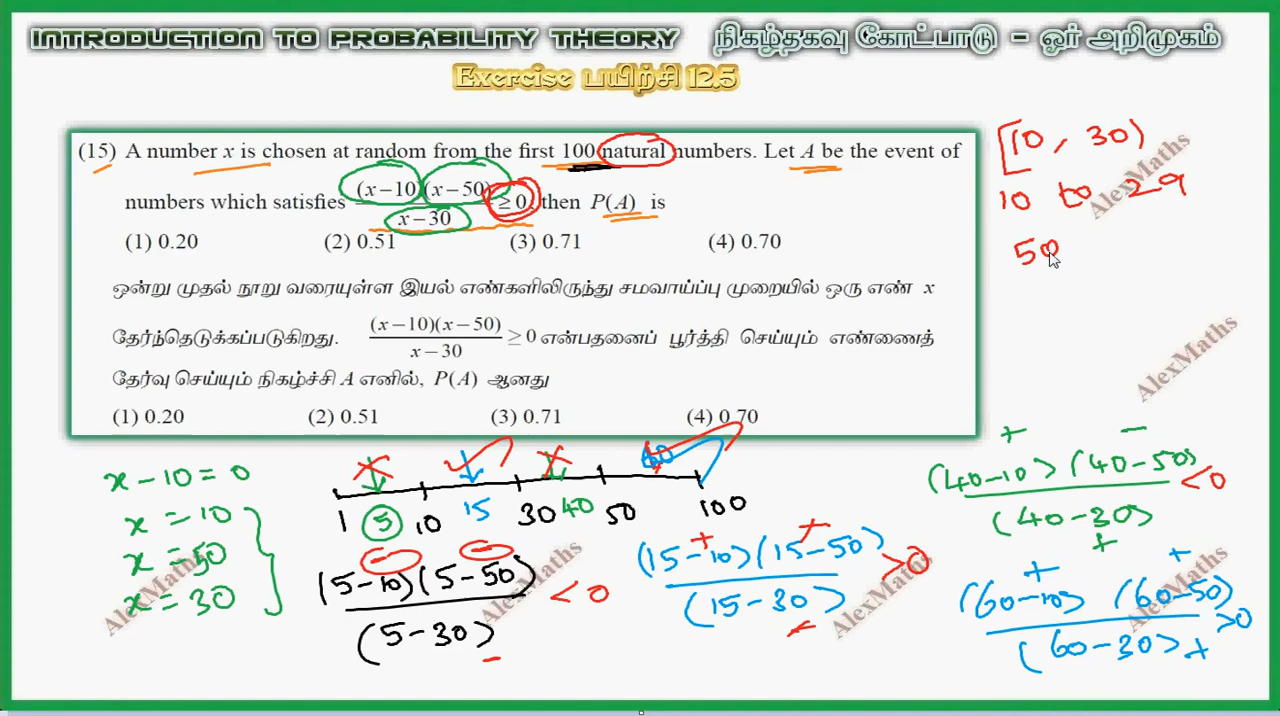 INTRODUCTION TO PROBABILITY THEORY நிகழ்தகவு கோட்பாடு - ஓர் அறிமுகம்
Exercise பயிற்சி 12.5
(15) A number x is chosen at random from the first 100 natural numbers. Let A be the event of
numbers which satisfies (x−10)(x−50)/x−30 ≥ 0, then P(A) is
(1) 0.20 (2) 0.51 (3) 0.71 (4) 0.70
ஒன்று முதல் நூறு வரையுள்ள இயல் எண்களிலிருந்து சமவாய்ப்பு முறையில் ஒரு எண் x
தேர்ந்தெடுக்கப்படுகிறது. (x−10)(x−50)/x−30 ≥ 0 என்பதனைப் பூர்த்தி செய்யும் எண்ணைத்
தேர்வு செய்யும் நிகழ்ச்சி A எனில், P(A) ஆனது
(1) 0.20 (2) 0.51 (3) 0.71 (4) 0.70
[10, 30)
10 to 29
50
x−10=0
x=10
x=50
x=30
5 15 40 60
1 10 30 50 100
(5−10)(5−50)/(5−30) < 0
− − −
(15−10)(15−50)/(15−30) > 0
+ + −
+ −
(40−10)(40−50)/(40−30) < 0
+
+ +
(60−10)(60−50)/(60−30) > 0
+
AlexMaths
AlexMaths
AlexMaths
AlexMaths
AlexMaths
AlexMaths